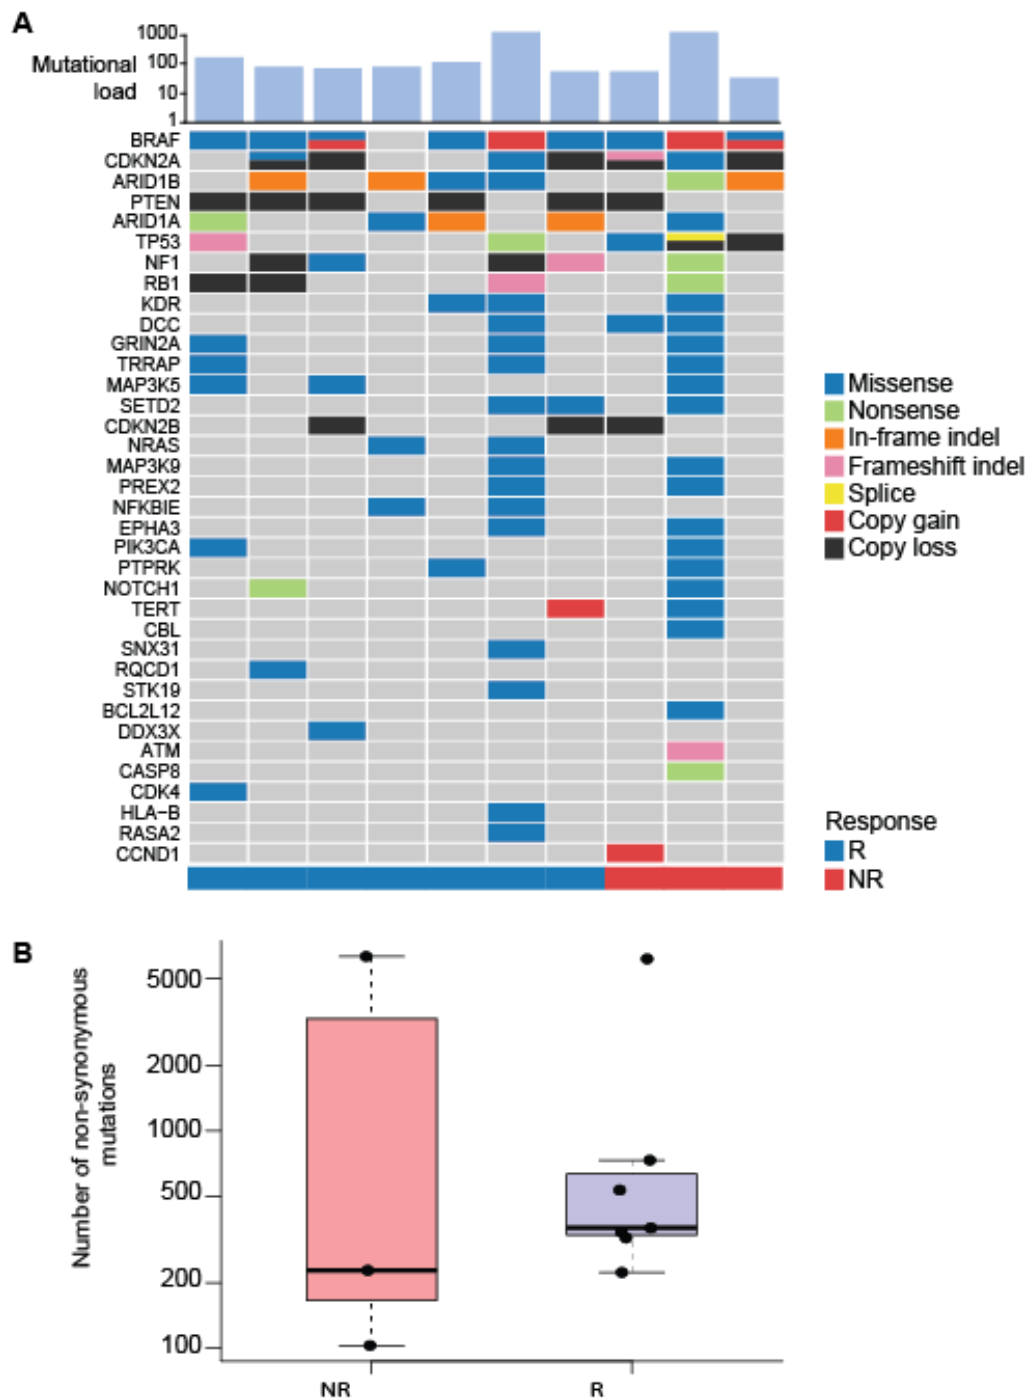 A
Mutational
load
1000
100
10
1
BRAF
CDKN2A
ARID1B
PTEN
ARID1A
TP53
NF1
RB1
KDR
DCC
GRIN2A
TRRAP
MAP3K5
SETD2
CDKN2B
NRAS
MAP3K9
PREX2
NFKBIE
EPHA3
PIK3CA
PTPRK
NOTCH1
TERT
CBL
SNX31
RQCD1
STK19
BCL2L12
DDX3X
ATM
CASP8
CDK4
HLA−B
RASA2
CCND1
Missense
Nonsense
In-frame indel
Frameshift indel
Splice
Copy gain
Copy loss
Response
R
NR
B
Number of non-synonymous
mutations
5000
2000
1000
500
200
100
NR
R